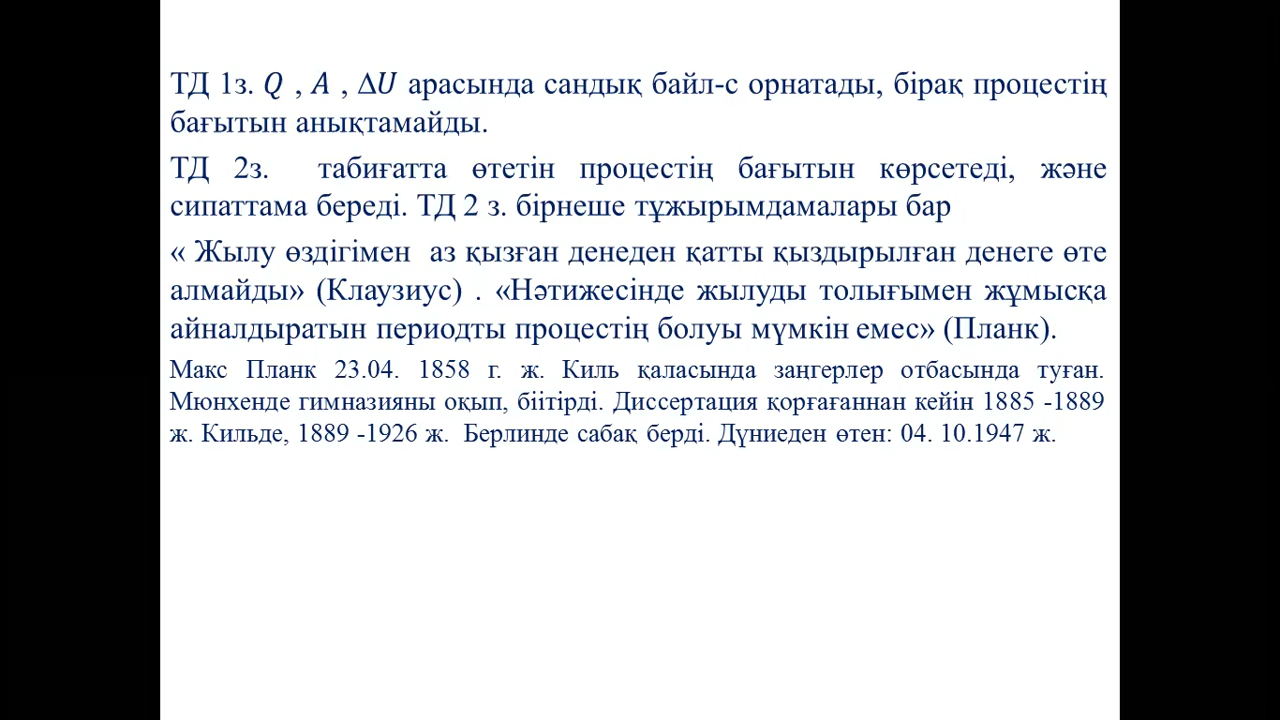 ТД 1з. Q , A , ∆U арасында сандық байл-с орнатады, бірақ процестің
бағытын анықтамайды.
ТД 2з. табиғатта өтетін процестің бағытын көрсетеді, және
сипаттама береді. ТД 2 з. бірнеше тұжырымдамалары бар
« Жылу өздігімен аз қызған денеден қатты қыздырылған денеге өте
алмайды» (Клаузиус) . «Нәтижесінде жылуды толығымен жұмысқа
айналдыратын периодты процестің болуы мүмкін емес» (Планк).
Макс Планк 23.04. 1858 г. ж. Киль қаласында заңгерлер отбасында туған.
Мюнхенде гимназияны оқып, біітірді. Диссертация қорғағаннан кейін 1885 -1889
ж. Кильде, 1889 -1926 ж. Берлинде сабақ берді. Дүниеден өтен: 04. 10.1947 ж.